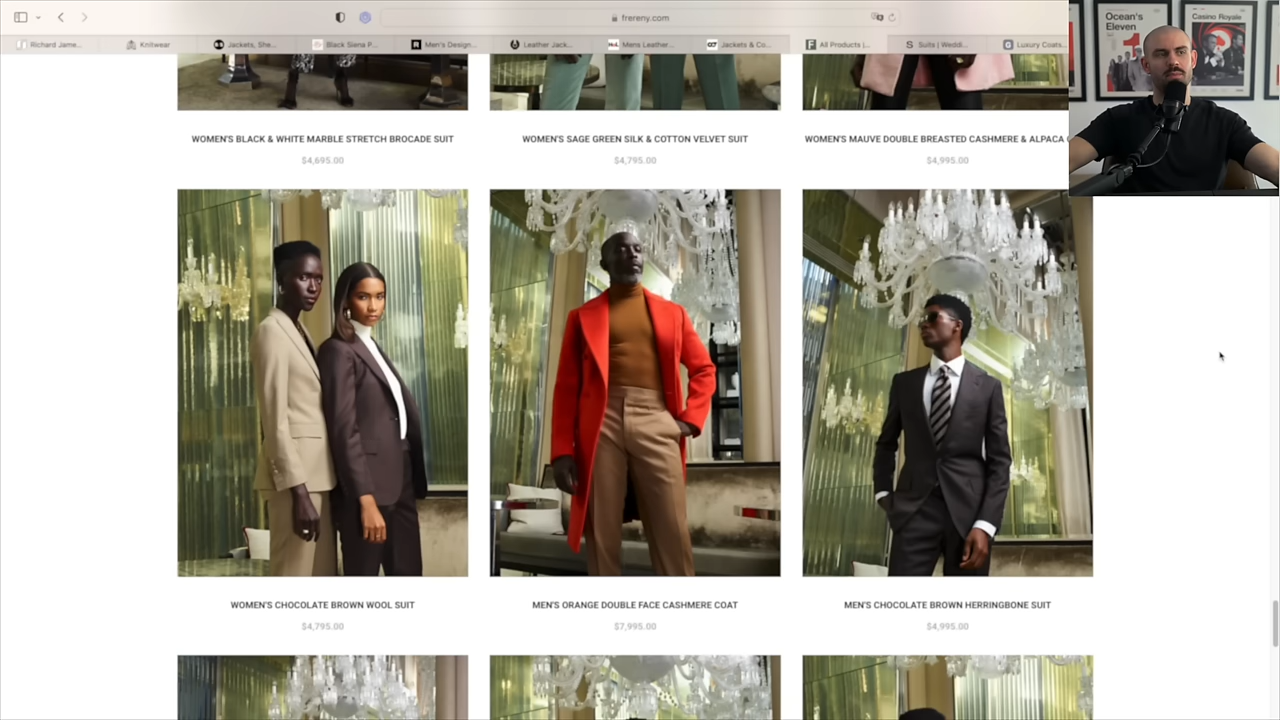 frereny.com
Richard Jame...
Knitwear
Jackets, She...
Black Siena P...
Men's Design...
Leather Jack...
Mens Leather...
Jackets & Co...
All Products |...
Suits | Weddi...
Luxury Coats...
Ocean's
Eleven
Casino Royale
WOMEN'S BLACK & WHITE MARBLE STRETCH BROCADE SUIT
$4,695.00
WOMEN'S SAGE GREEN SILK & COTTON VELVET SUIT
$4,795.00
WOMEN'S MAUVE DOUBLE BREASTED CASHMERE & ALPACA
$4,995.00
WOMEN'S CHOCOLATE BROWN WOOL SUIT
$4,795.00
MEN'S ORANGE DOUBLE FACE CASHMERE COAT
$7,995.00
MEN'S CHOCOLATE BROWN HERRINGBONE SUIT
$4,995.00